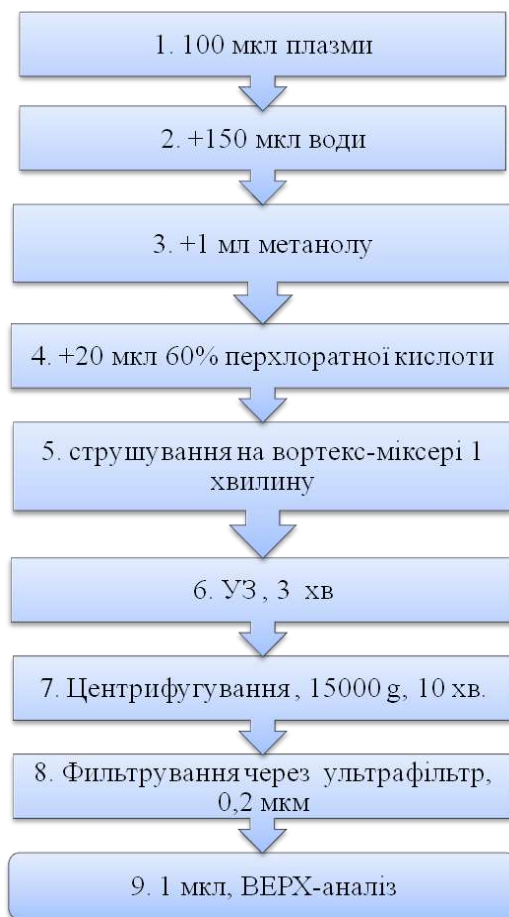 1. 100 мкл плазми
2. +150 мкл води
3. +1 мл метанолу
4. +20 мкл 60% перхлоратної кислоти
5. струшування на вортекс-міксері 1
хвилину
6. УЗ , 3 хв
7. Центрифугування , 15000 g, 10 хв.
8. Фильтрування через ультрафільтр,
0,2 мкм
9. 1 мкл, ВЕРХ-аналіз